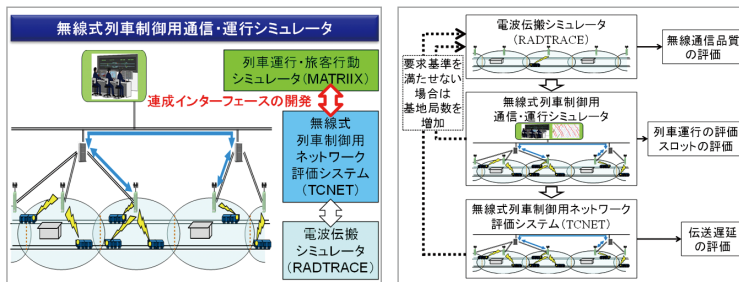 無線式列車制御用通信・運行シミュレータ
列車運行・旅客行動
シミュレータ(MATRIIX)
連成インターフェースの開発
無線式
列車制御用
ネットワーク
評価システム
(TCNET)
電波伝搬
シミュレータ
(RADTRACE)
電波伝搬シミュレータ
(RADTRACE)
無線通信品質
の評価
要求基準を
満たせない
場合は
基地局数を
増加
無線式列車制御用
通信・運行シミュレータ
列車運行の評価
スロットの評価
無線式列車制御用ネットワーク
評価システム(TCNET)
伝送遅延
の評価